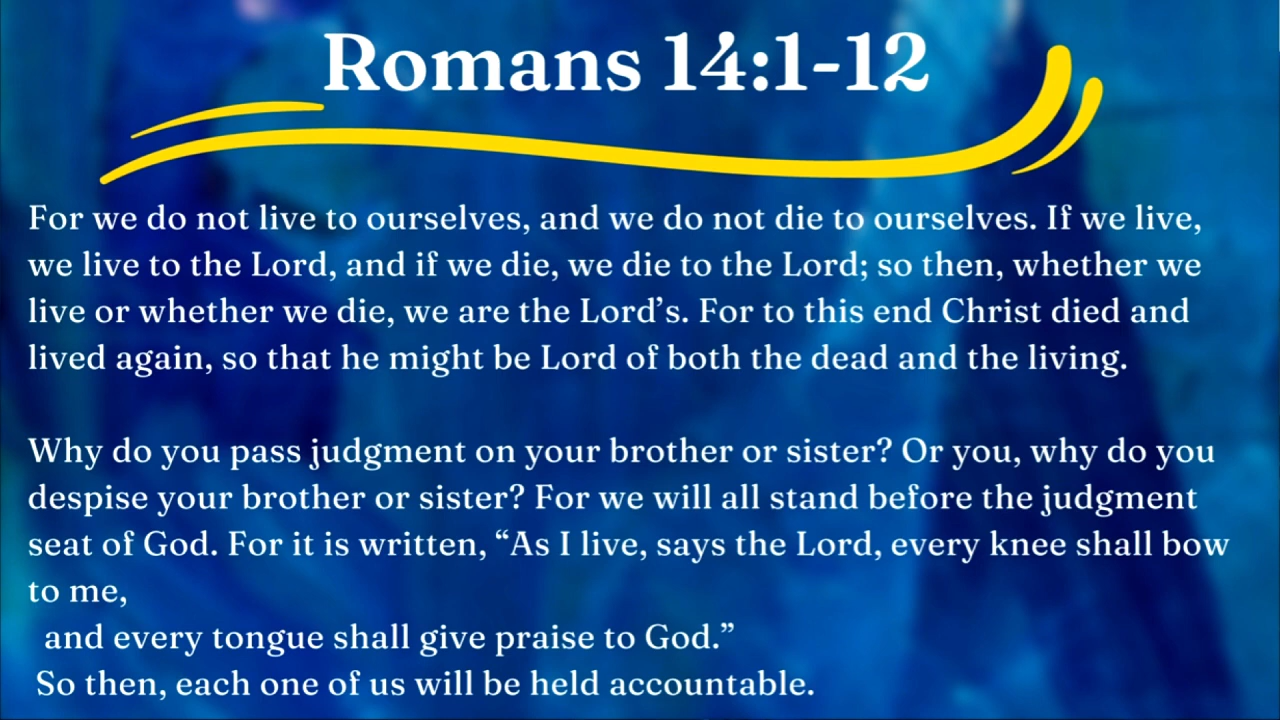 Romans 14:1-12
For we do not live to ourselves, and we do not die to ourselves. If we live,
we live to the Lord, and if we die, we die to the Lord; so then, whether we
live or whether we die, we are the Lord’s. For to this end Christ died and
lived again, so that he might be Lord of both the dead and the living.
Why do you pass judgment on your brother or sister? Or you, why do you
despise your brother or sister? For we will all stand before the judgment
seat of God. For it is written, “As I live, says the Lord, every knee shall bow
to me,
and every tongue shall give praise to God.”
So then, each one of us will be held accountable.